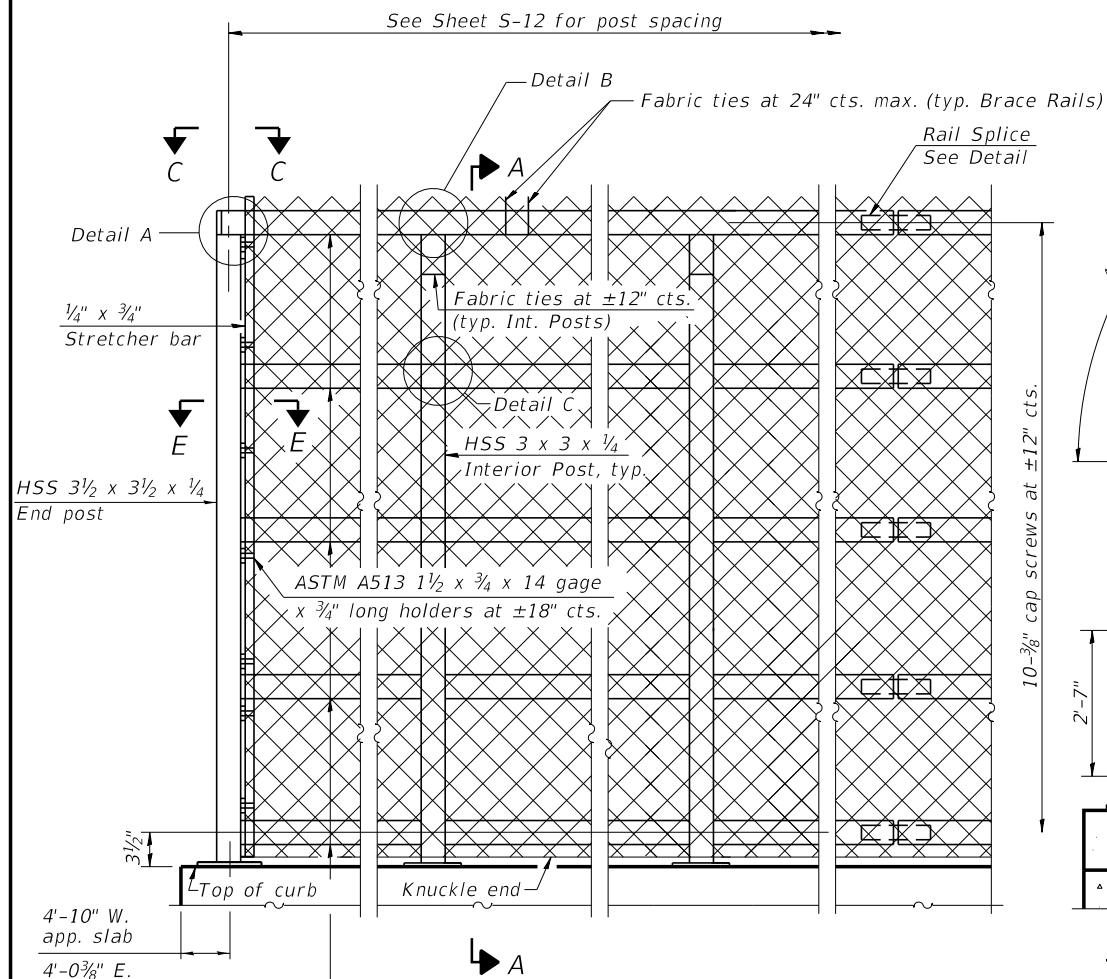 See Sheet S-12 for post spacing
Detail B
Fabric ties at 24" cts. max. (typ. Brace Rails)
Rail Splice
See Detail
C
C
A
Detail A
Fabric ties at ±12" cts.
(typ. Int. Posts)
¼" x ¾"
Stretcher bar
Detail C
E
E
HSS 3 x 3 x ¼
Interior Post, typ.
HSS 3½ x 3½ x ¼
End post
10-⅜" cap screws at ±12" cts.
ASTM A513 1½ x ¾ x 14 gage
x ¾" long holders at ±18" cts.
2'-7"
3½"
Top of curb
Knuckle end
4'-10" W.
app. slab
4'-0⅜" E.
A